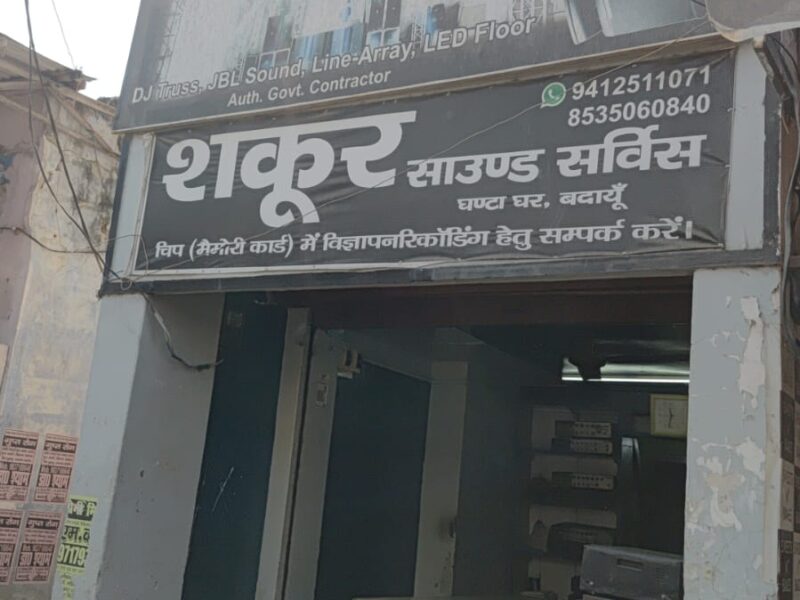 DJ Truss, JBL Sound, Line-Array, LED Floor
Auth. Govt. Contractor
9412511071
8535060840
शकूर साउण्ड सर्विस
घण्टा घर, बदायूँ
चिप (मैमोरी कार्ड) में विज्ञापनरिकॉडिंग हेतु सम्पर्क करें।
गुप्त रोग
गुप्त रोग